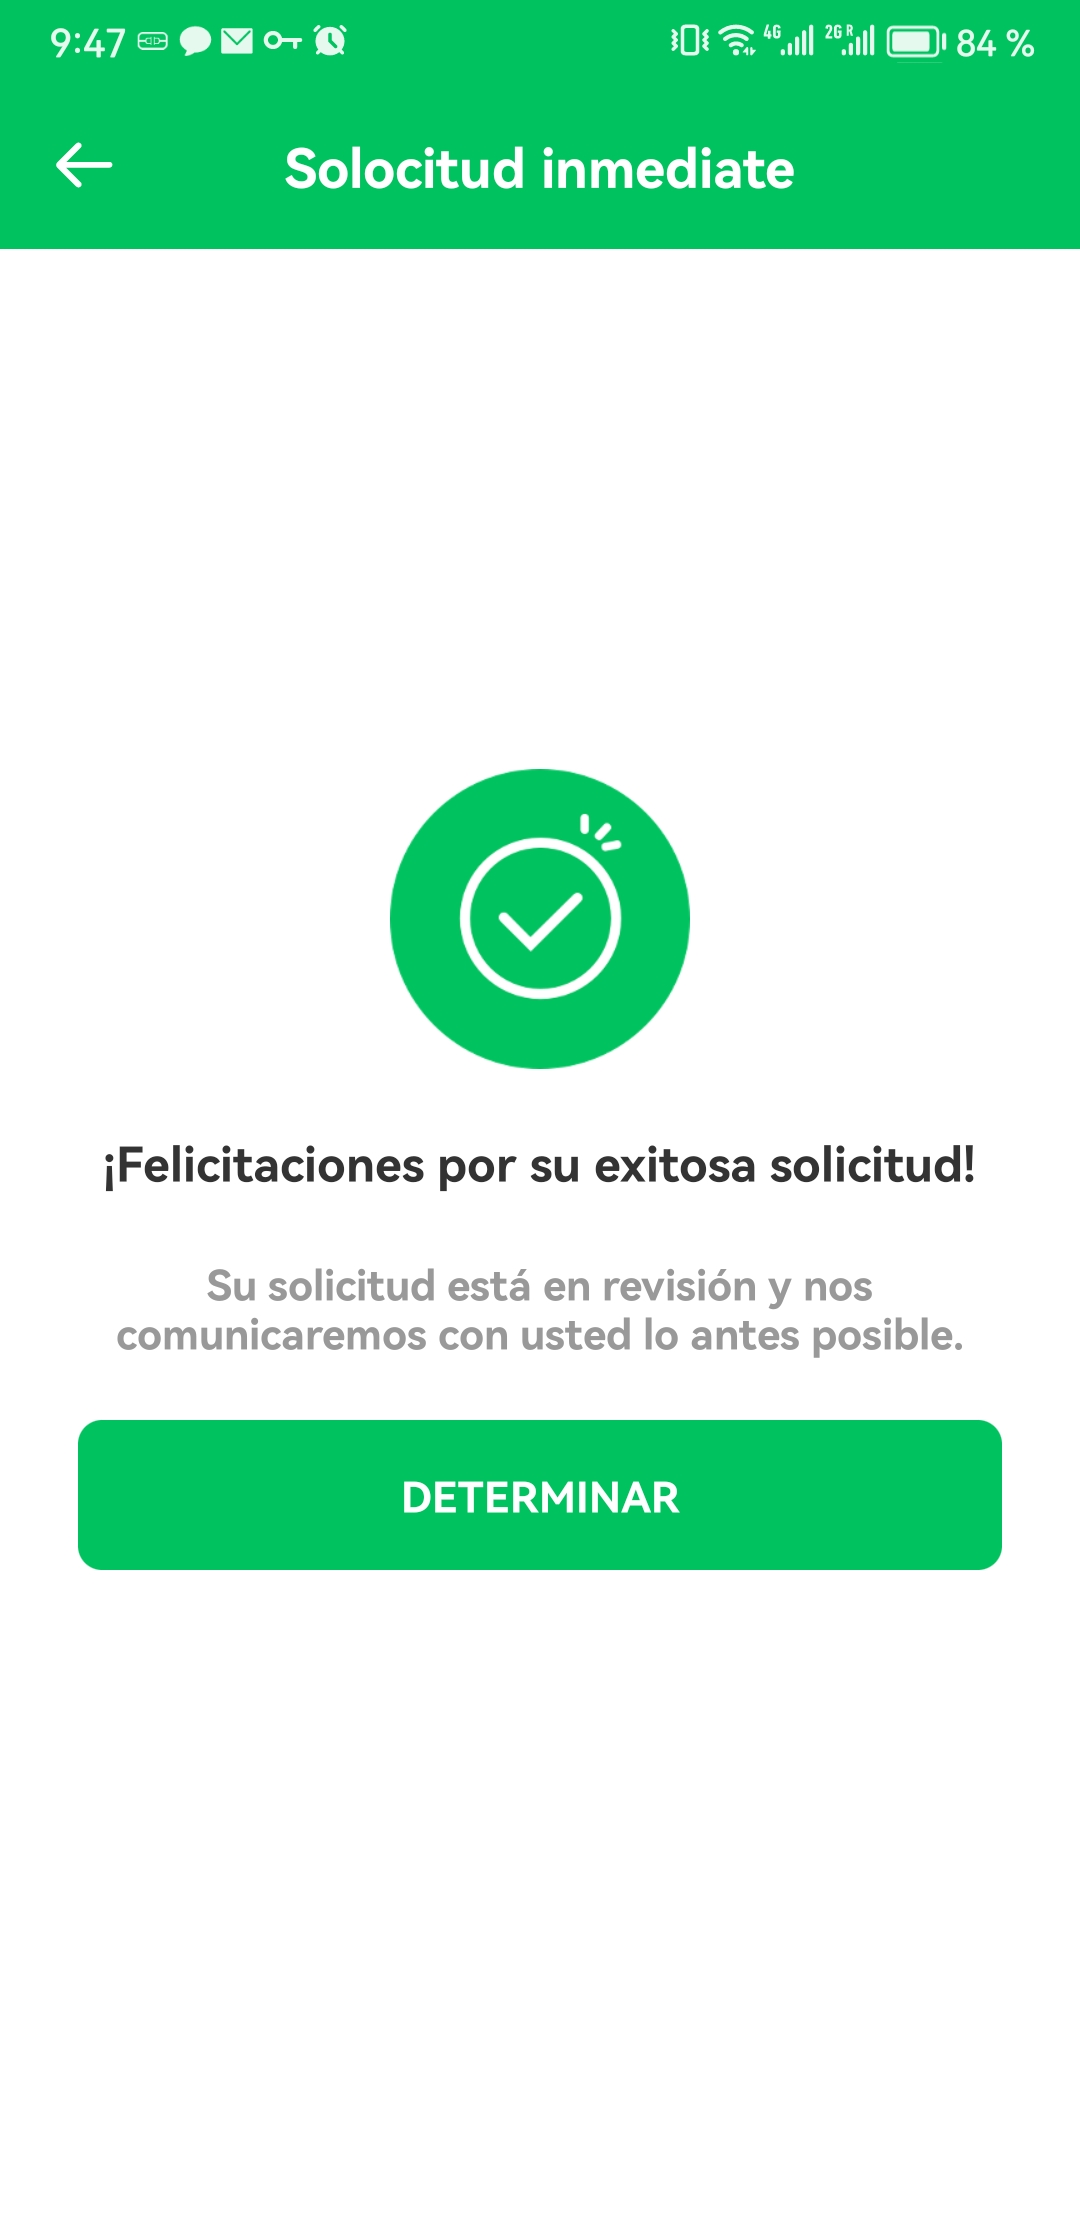 9:47
4G 2G R 84 %
Solocitud inmediate
¡Felicitaciones por su exitosa solicitud!
Su solicitud está en revisión y nos
comunicaremos con usted lo antes posible.
DETERMINAR